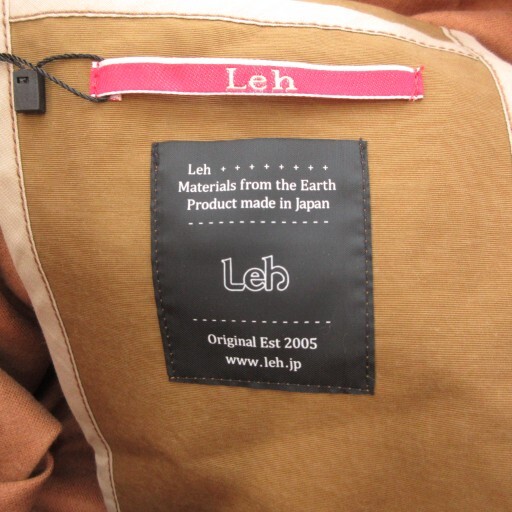 Leh
Leh + + + + + + + +
Materials from the Earth
Product made in Japan
Leh
Original Est 2005
www.leh.jp